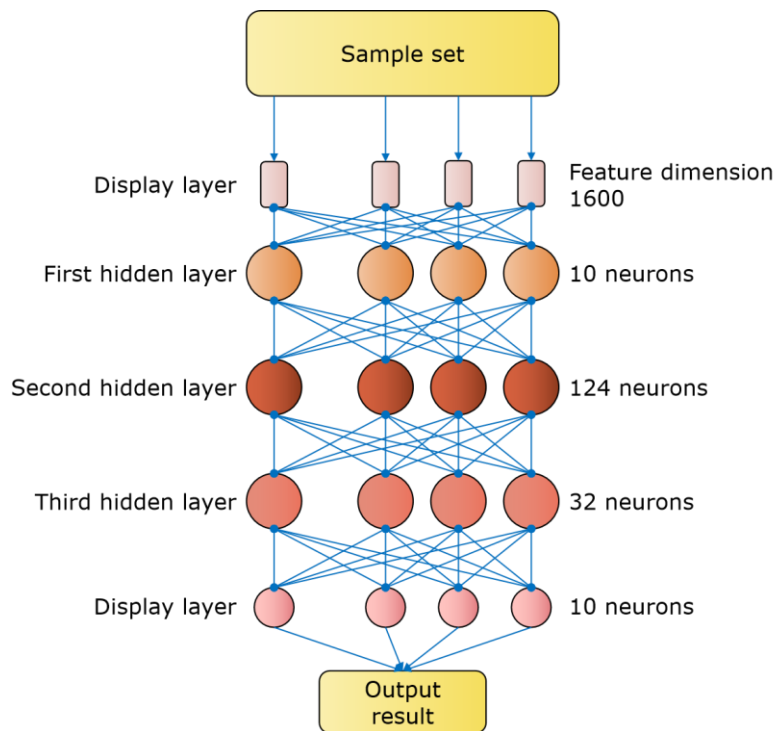 Sample set
Display layer
Feature dimension
1600
First hidden layer
10 neurons
Second hidden layer
124 neurons
Third hidden layer
32 neurons
Display layer
10 neurons
Output
result